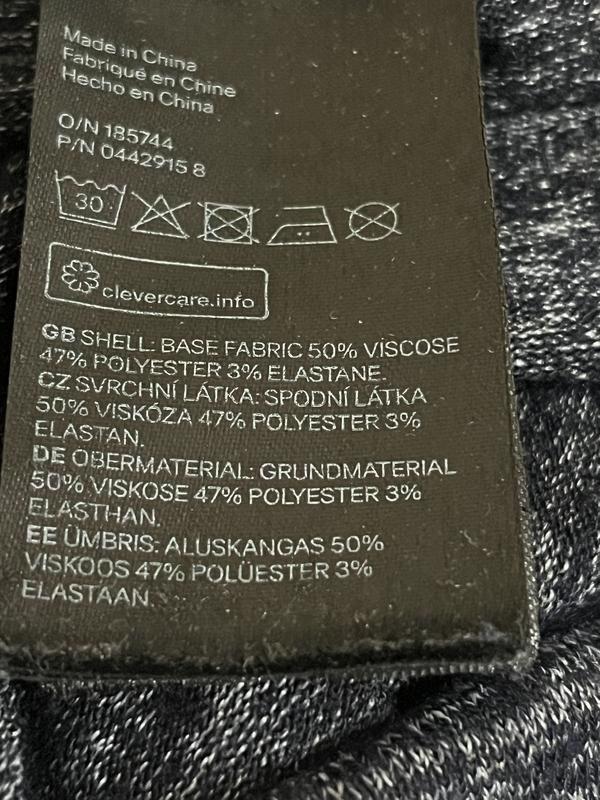 Made in China
Fabriqué en Chine
Hecho en China
O/N 185744
P/N 0442915 8
30
clevercare.info
GB SHELL: BASE FABRIC 50% VISCOSE
47% POLYESTER 3% ELASTANE.
CZ SVRCHNÍ LÁTKA: SPODNÍ LÁTKA
50% VISKÓZA 47% POLYESTER 3%
ELASTAN.
DE OBERMATERIAL: GRUNDMATERIAL
50% VISKOSE 47% POLYESTER 3%
ELASTHAN.
EE ÜMBRIS: ALUSKANGAS 50%
VISKOOS 47% POLÜESTER 3%
ELASTAAN.